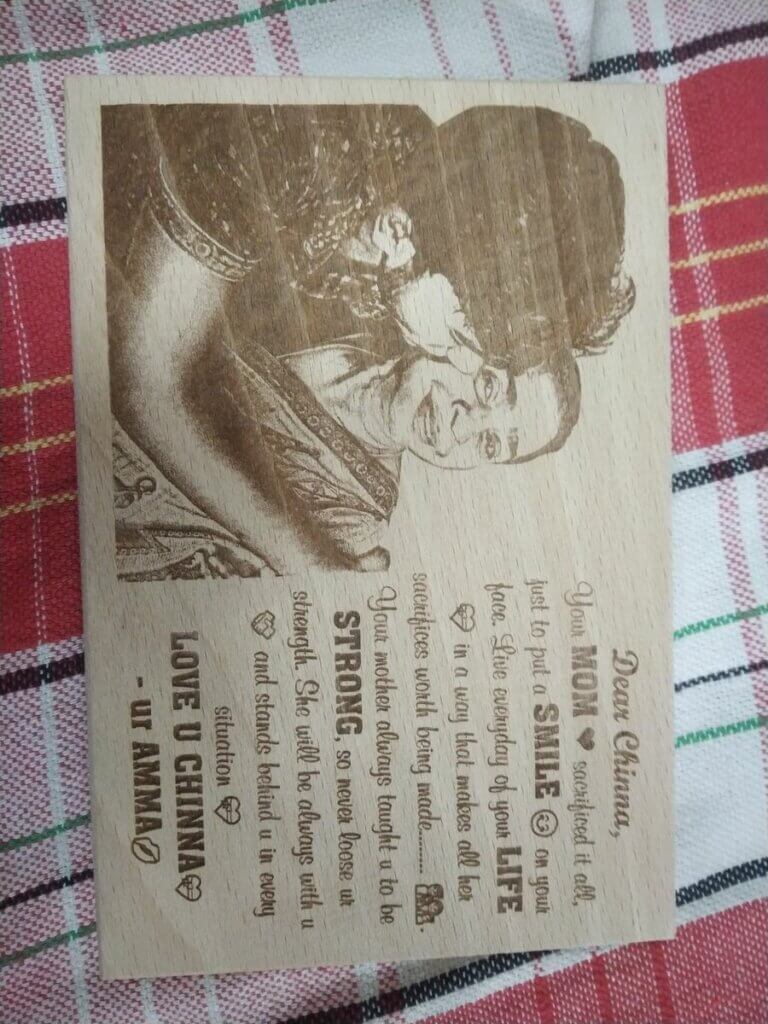 Dear Chinna,
Your MOM ❤ sacrificed it all,
just to put a SMILE ☺ on your
face. Live everyday of your LIFE
in a way that makes all her
sacrifices worth being made........ .
Your mother always taught u to be
STRONG, so never loose ur
strength. She will be always with u
and stands behind u in every
situation
LOVE U CHINNA
- ur AMMA